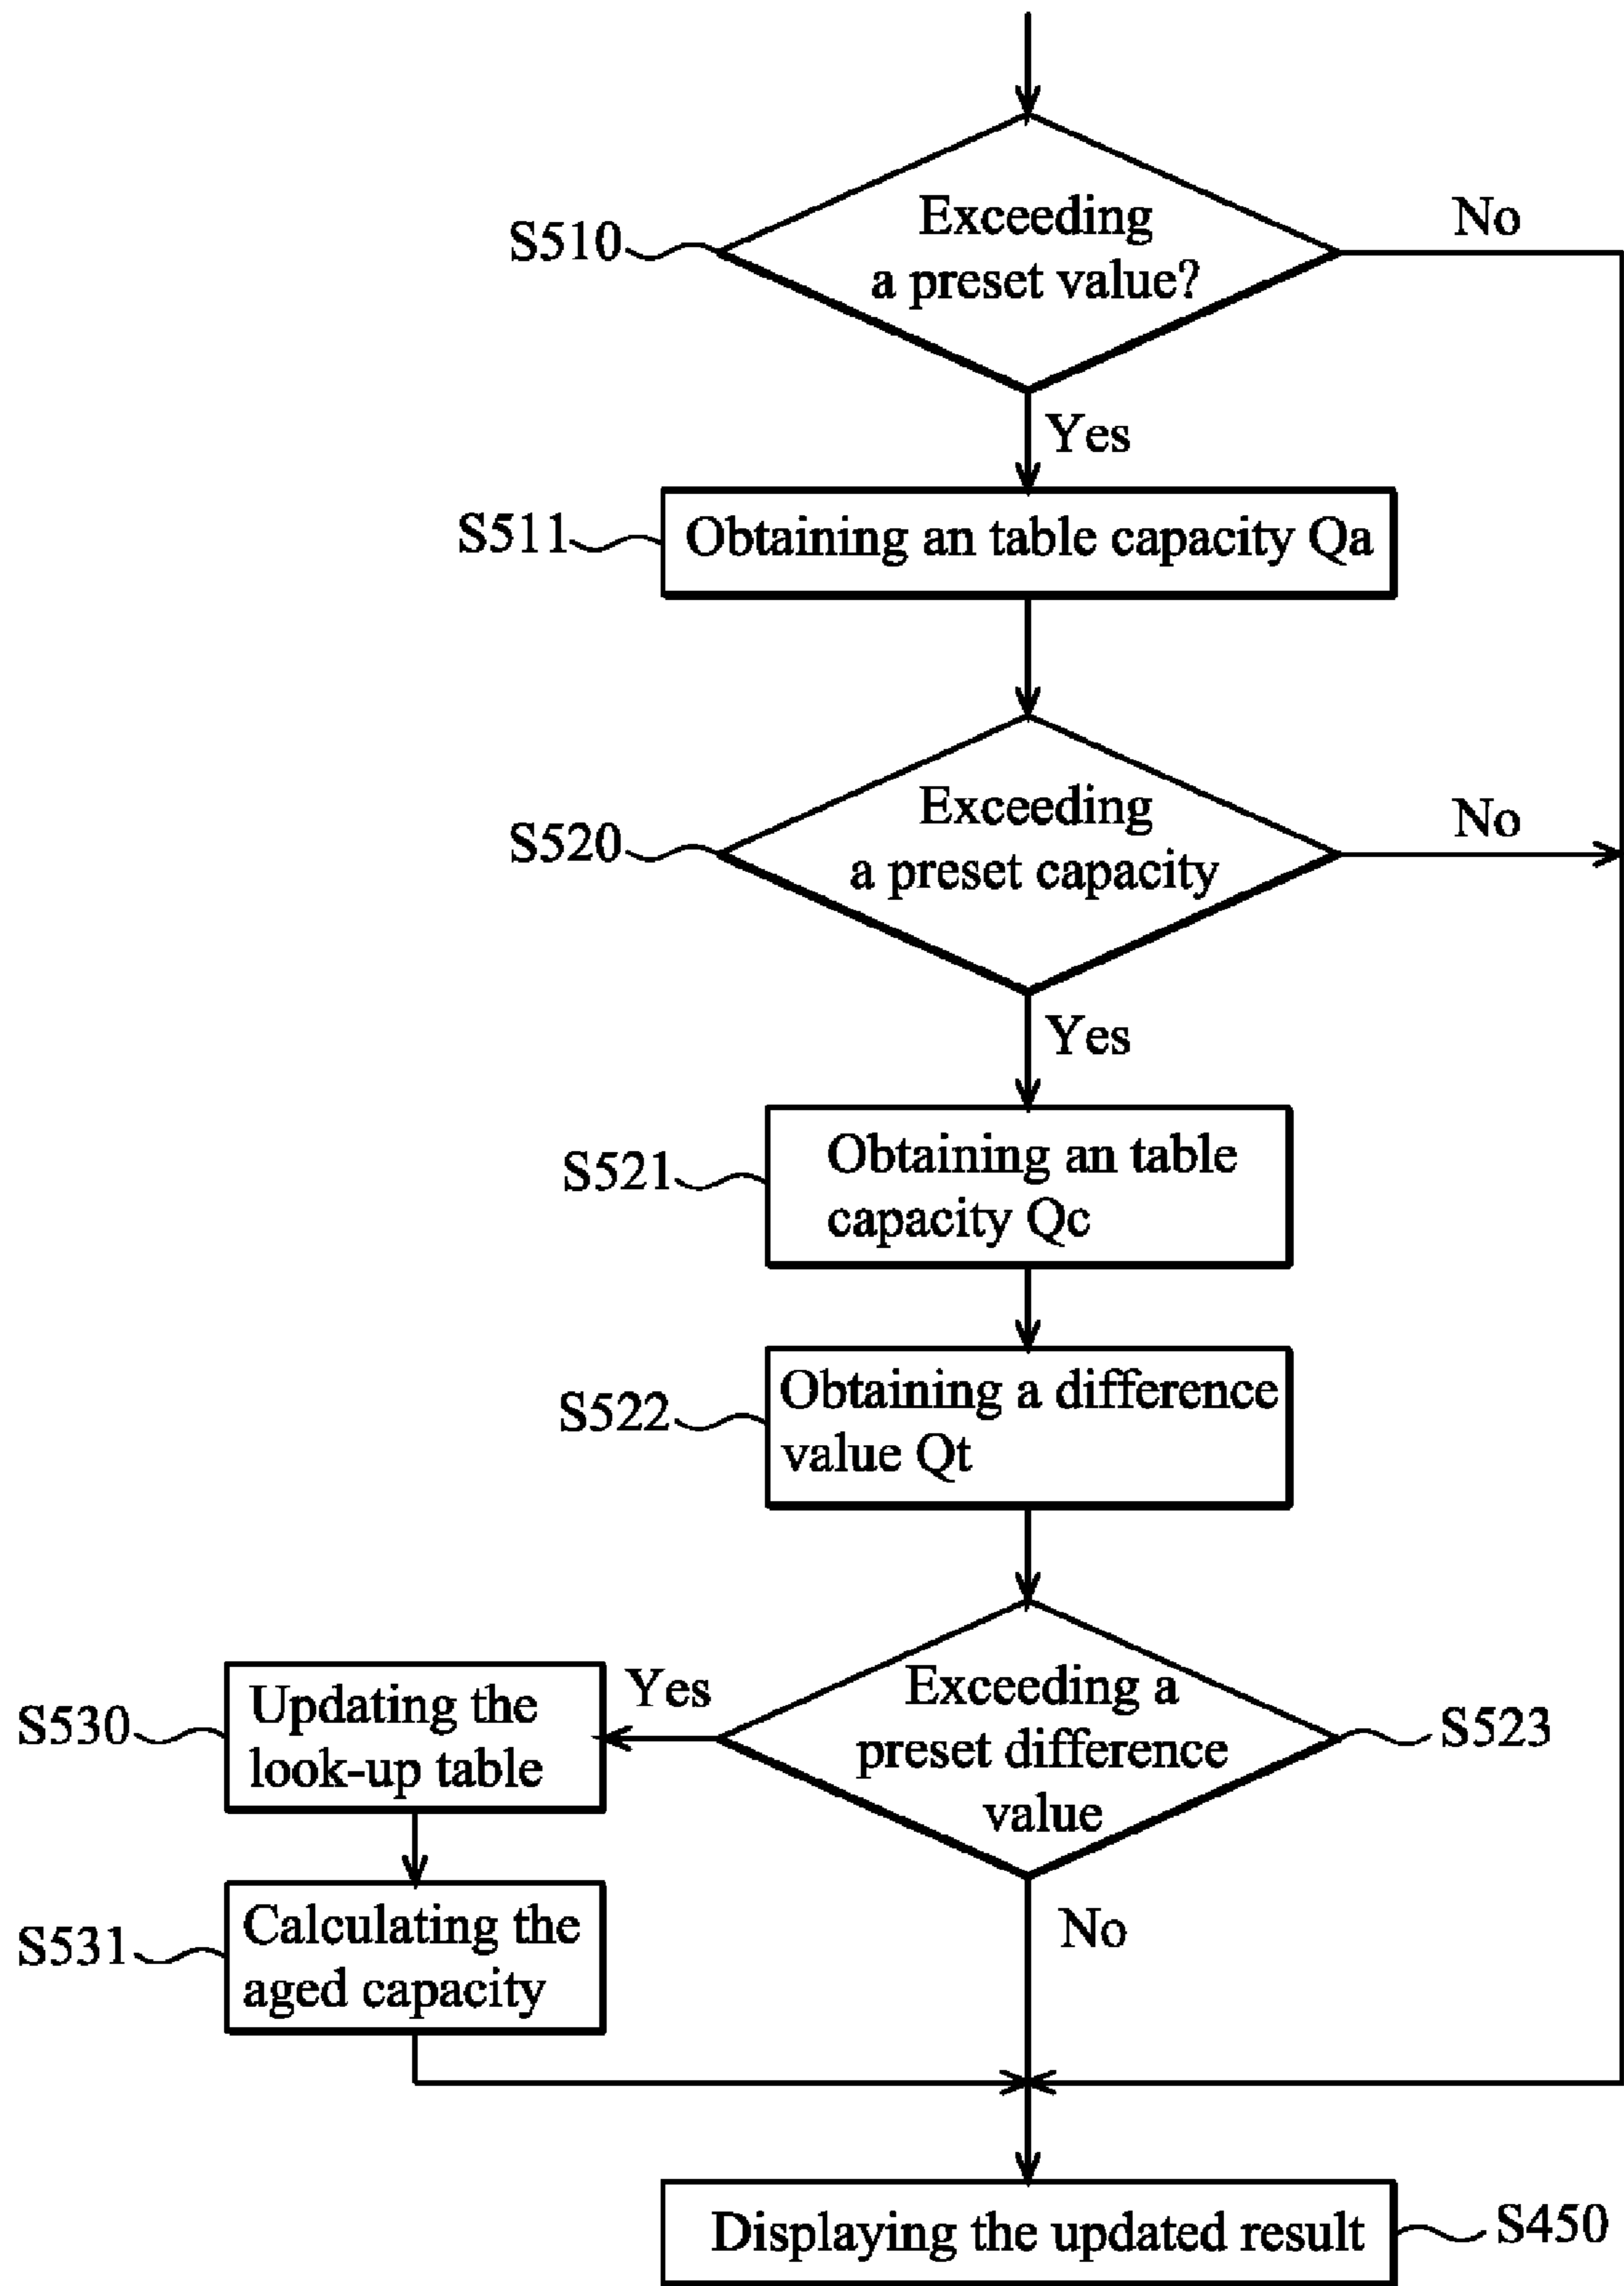 Exceeding
a preset value?
No
S510
Yes
S511
Obtaining an table capacity Qa
Exceeding
a preset capacity
No
S520
Yes
S521
Obtaining an table
capacity Qc
S522
Obtaining a difference
value Qt
Exceeding a
preset difference
value
S523
Yes
S530
Updating the
look-up table
No
S531
Calculating the
aged capacity
Displaying the updated result
S450